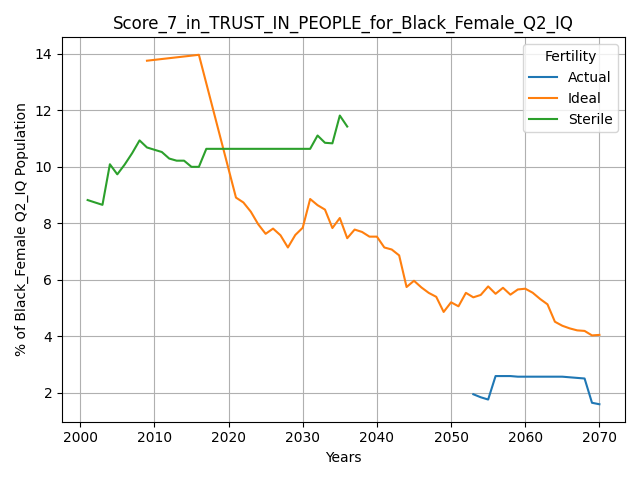 Score_7_in_TRUST_IN_PEOPLE_for_Black_Female_Q2_IQ
Fertility
Actual
Ideal
Sterile
% of Black_Female Q2_IQ Population
14
12
10
8
6
4
2
2000 2010 2020 2030 2040 2050 2060 2070
Years